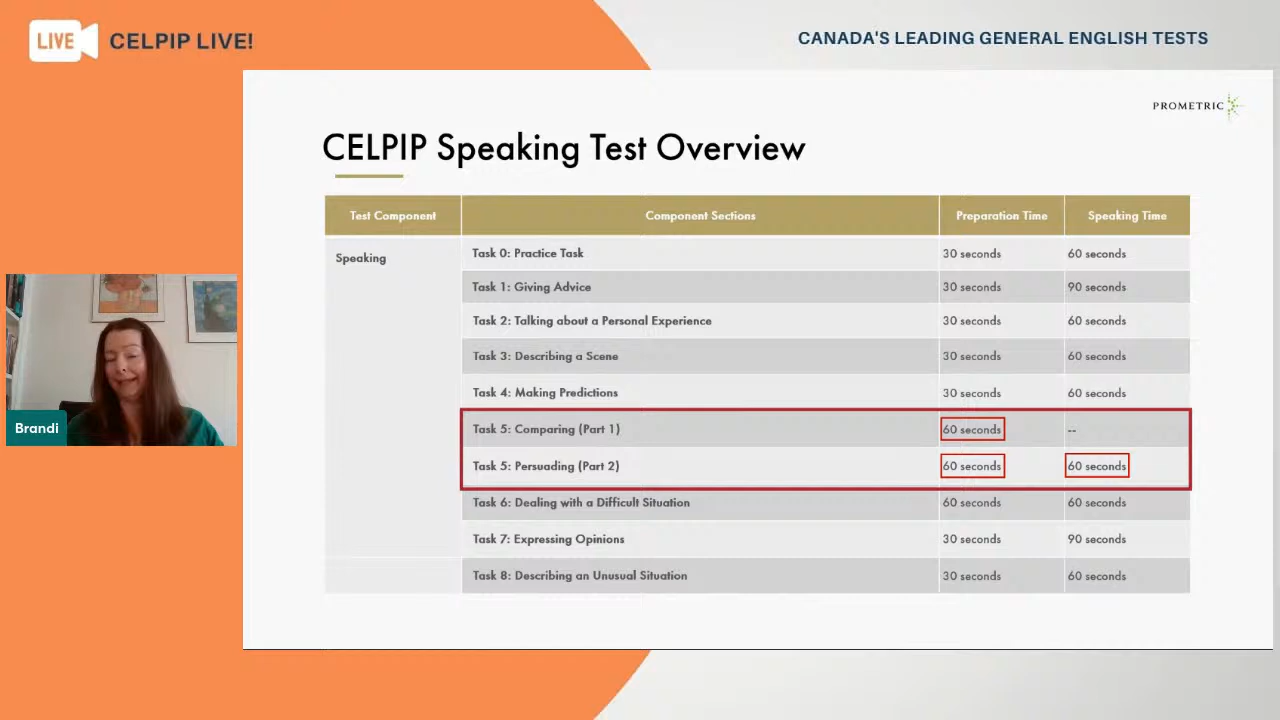 LIVE CELPIP LIVE!
CANADA'S LEADING GENERAL ENGLISH TESTS
PROMETRIC
CELPIP Speaking Test Overview
Test Component Component Sections Preparation Time Speaking Time
Speaking Task 0: Practice Task 30 seconds 60 seconds
Task 1: Giving Advice 30 seconds 90 seconds
Task 2: Talking about a Personal Experience 30 seconds 60 seconds
Task 3: Describing a Scene 30 seconds 60 seconds
Task 4: Making Predictions 30 seconds 60 seconds
Task 5: Comparing (Part 1) 60 seconds --
Task 5: Persuading (Part 2) 60 seconds 60 seconds
Task 6: Dealing with a Difficult Situation 60 seconds 60 seconds
Task 7: Expressing Opinions 30 seconds 90 seconds
Task 8: Describing an Unusual Situation 30 seconds 60 seconds
Brandi